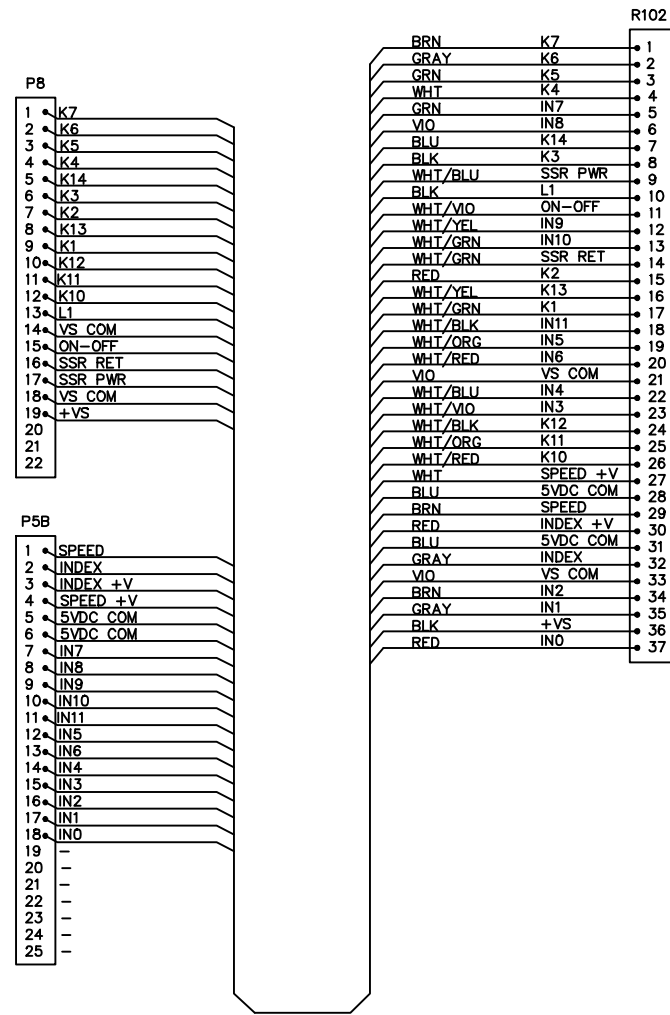 P8
1 K7
2 K6
3 K5
4 K4
5 K14
6 K3
7 K2
8 K13
9 K1
10 K12
11 K11
12 K10
13 L1
14 VS COM
15 ON-OFF
16 SSR RET
17 SSR PWR
18 VS COM
19 +VS
20
21
22
P5B
1 SPEED
2 INDEX
3 INDEX +V
4 SPEED +V
5 5VDC COM
6 5VDC COM
7 IN7
8 IN8
9 IN9
10 IN10
11 IN11
12 IN5
13 IN6
14 IN4
15 IN3
16 IN2
17 IN1
18 IN0
19 -
20 -
21 -
22 -
23 -
24 -
25 -
R102
BRN K7 1
GRAY K6 2
GRN K5 3
WHT K4 4
GRN IN7 5
VIO IN8 6
BLU K14 7
BLK K3 8
WHT/BLU SSR PWR 9
BLK L1 10
WHT/VIO ON-OFF 11
WHT/YEL IN9 12
WHT/GRN IN10 13
WHT/GRN SSR RET 14
RED K2 15
WHT/YEL K13 16
WHT/GRN K1 17
WHT/BLK IN11 18
WHT/ORG IN5 19
WHT/RED IN6 20
VIO VS COM 21
WHT/BLU IN4 22
WHT/VIO IN3 23
WHT/BLK K12 24
WHT/ORG K11 25
WHT/RED K10 26
WHT SPEED +V 27
BLU 5VDC COM 28
BRN SPEED 29
RED INDEX +V 30
BLU 5VDC COM 31
GRAY INDEX 32
VIO VS COM 33
BRN IN2 34
GRAY IN1 35
BLK +VS 36
RED IN0 37